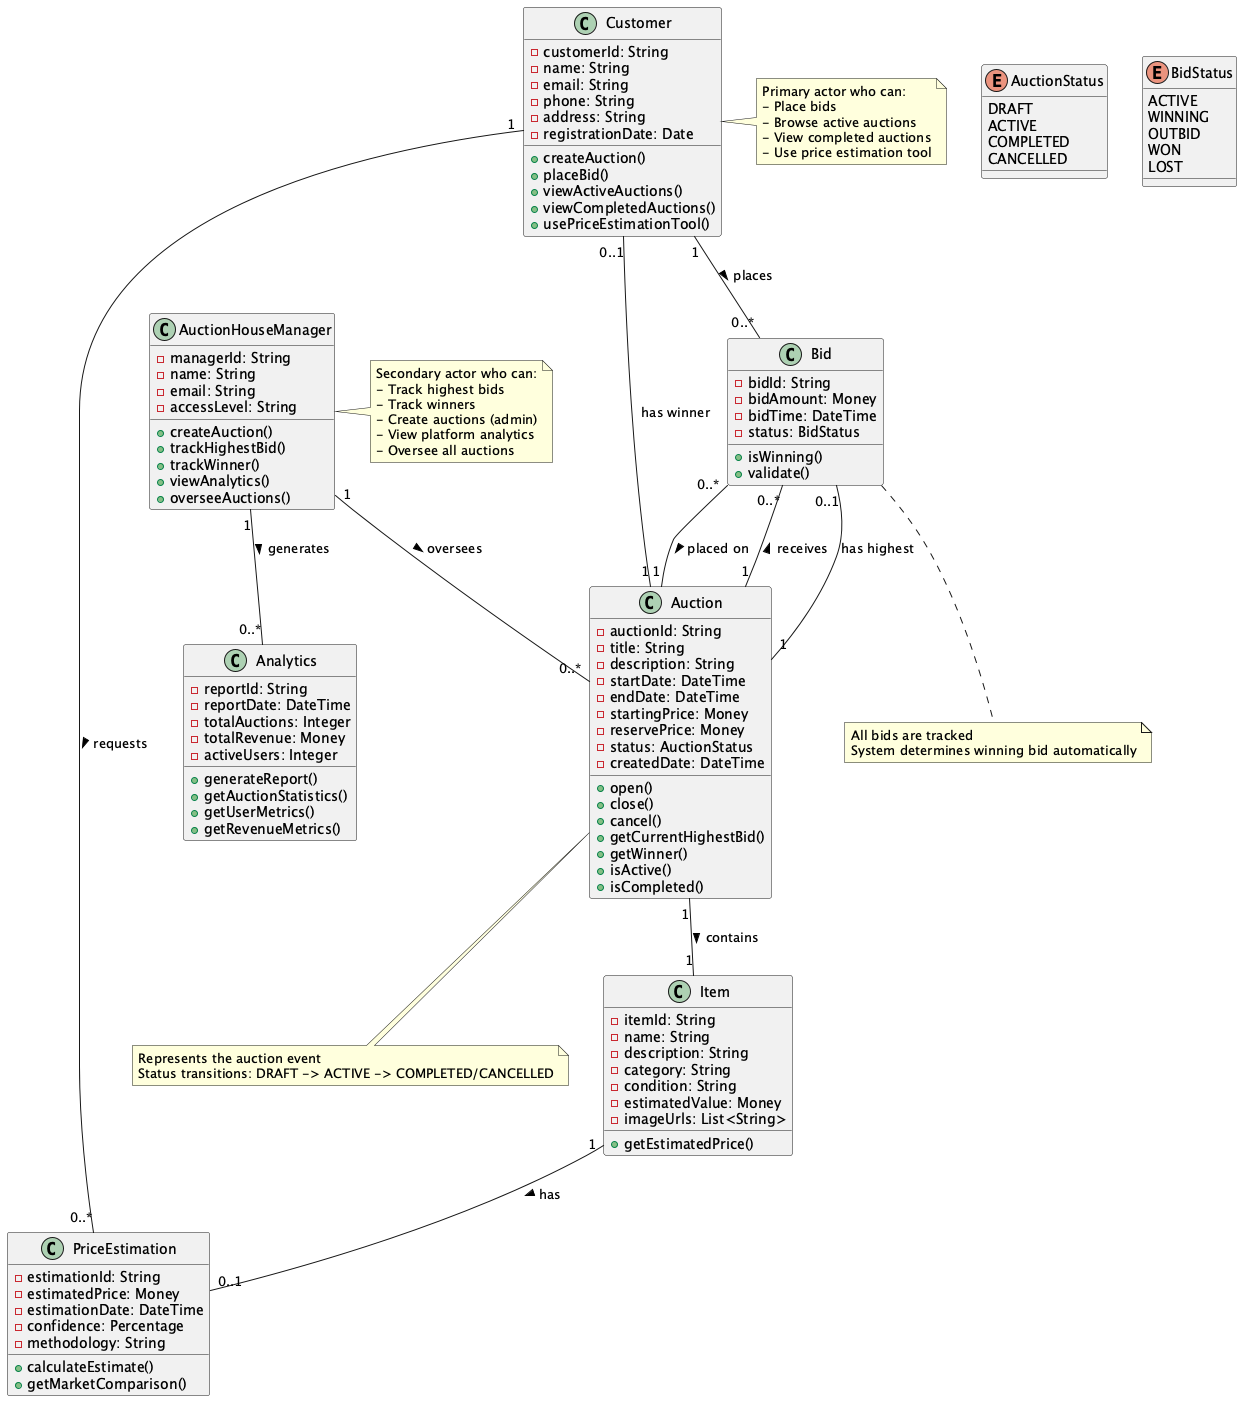 C Customer
customerId: String
name: String
email: String
phone: String
address: String
registrationDate: Date
createAuction()
placeBid()
viewActiveAuctions()
viewCompletedAuctions()
usePriceEstimationTool()
Primary actor who can:
- Place bids
- Browse active auctions
- View completed auctions
- Use price estimation tool
E AuctionStatus
DRAFT
ACTIVE
COMPLETED
CANCELLED
E BidStatus
ACTIVE
WINNING
OUTBID
WON
LOST
1
0..1
1
places
0..*
C AuctionHouseManager
managerId: String
name: String
email: String
accessLevel: String
createAuction()
trackHighestBid()
trackWinner()
viewAnalytics()
overseeAuctions()
Secondary actor who can:
- Track highest bids
- Track winners
- Create auctions (admin)
- View platform analytics
- Oversee all auctions
has winner
C Bid
bidId: String
bidAmount: Money
bidTime: DateTime
status: BidStatus
isWinning()
validate()
1
1
0..*
0..*
0..1
generates
oversees
placed on
receives
has highest
1
1
1
1
0..*
0..*
C Analytics
reportId: String
reportDate: DateTime
totalAuctions: Integer
totalRevenue: Money
activeUsers: Integer
generateReport()
getAuctionStatistics()
getUserMetrics()
getRevenueMetrics()
requests
C Auction
auctionId: String
title: String
description: String
startDate: DateTime
endDate: DateTime
startingPrice: Money
reservePrice: Money
status: AuctionStatus
createdDate: DateTime
open()
close()
cancel()
getCurrentHighestBid()
getWinner()
isActive()
isCompleted()
All bids are tracked
System determines winning bid automatically
1
contains
1
Represents the auction event
Status transitions: DRAFT -> ACTIVE -> COMPLETED/CANCELLED
C Item
itemId: String
name: String
description: String
category: String
condition: String
estimatedValue: Money
imageUrls: List<String>
getEstimatedPrice()
1
has
0..*
0..1
C PriceEstimation
estimationId: String
estimatedPrice: Money
estimationDate: DateTime
confidence: Percentage
methodology: String
calculateEstimate()
getMarketComparison()